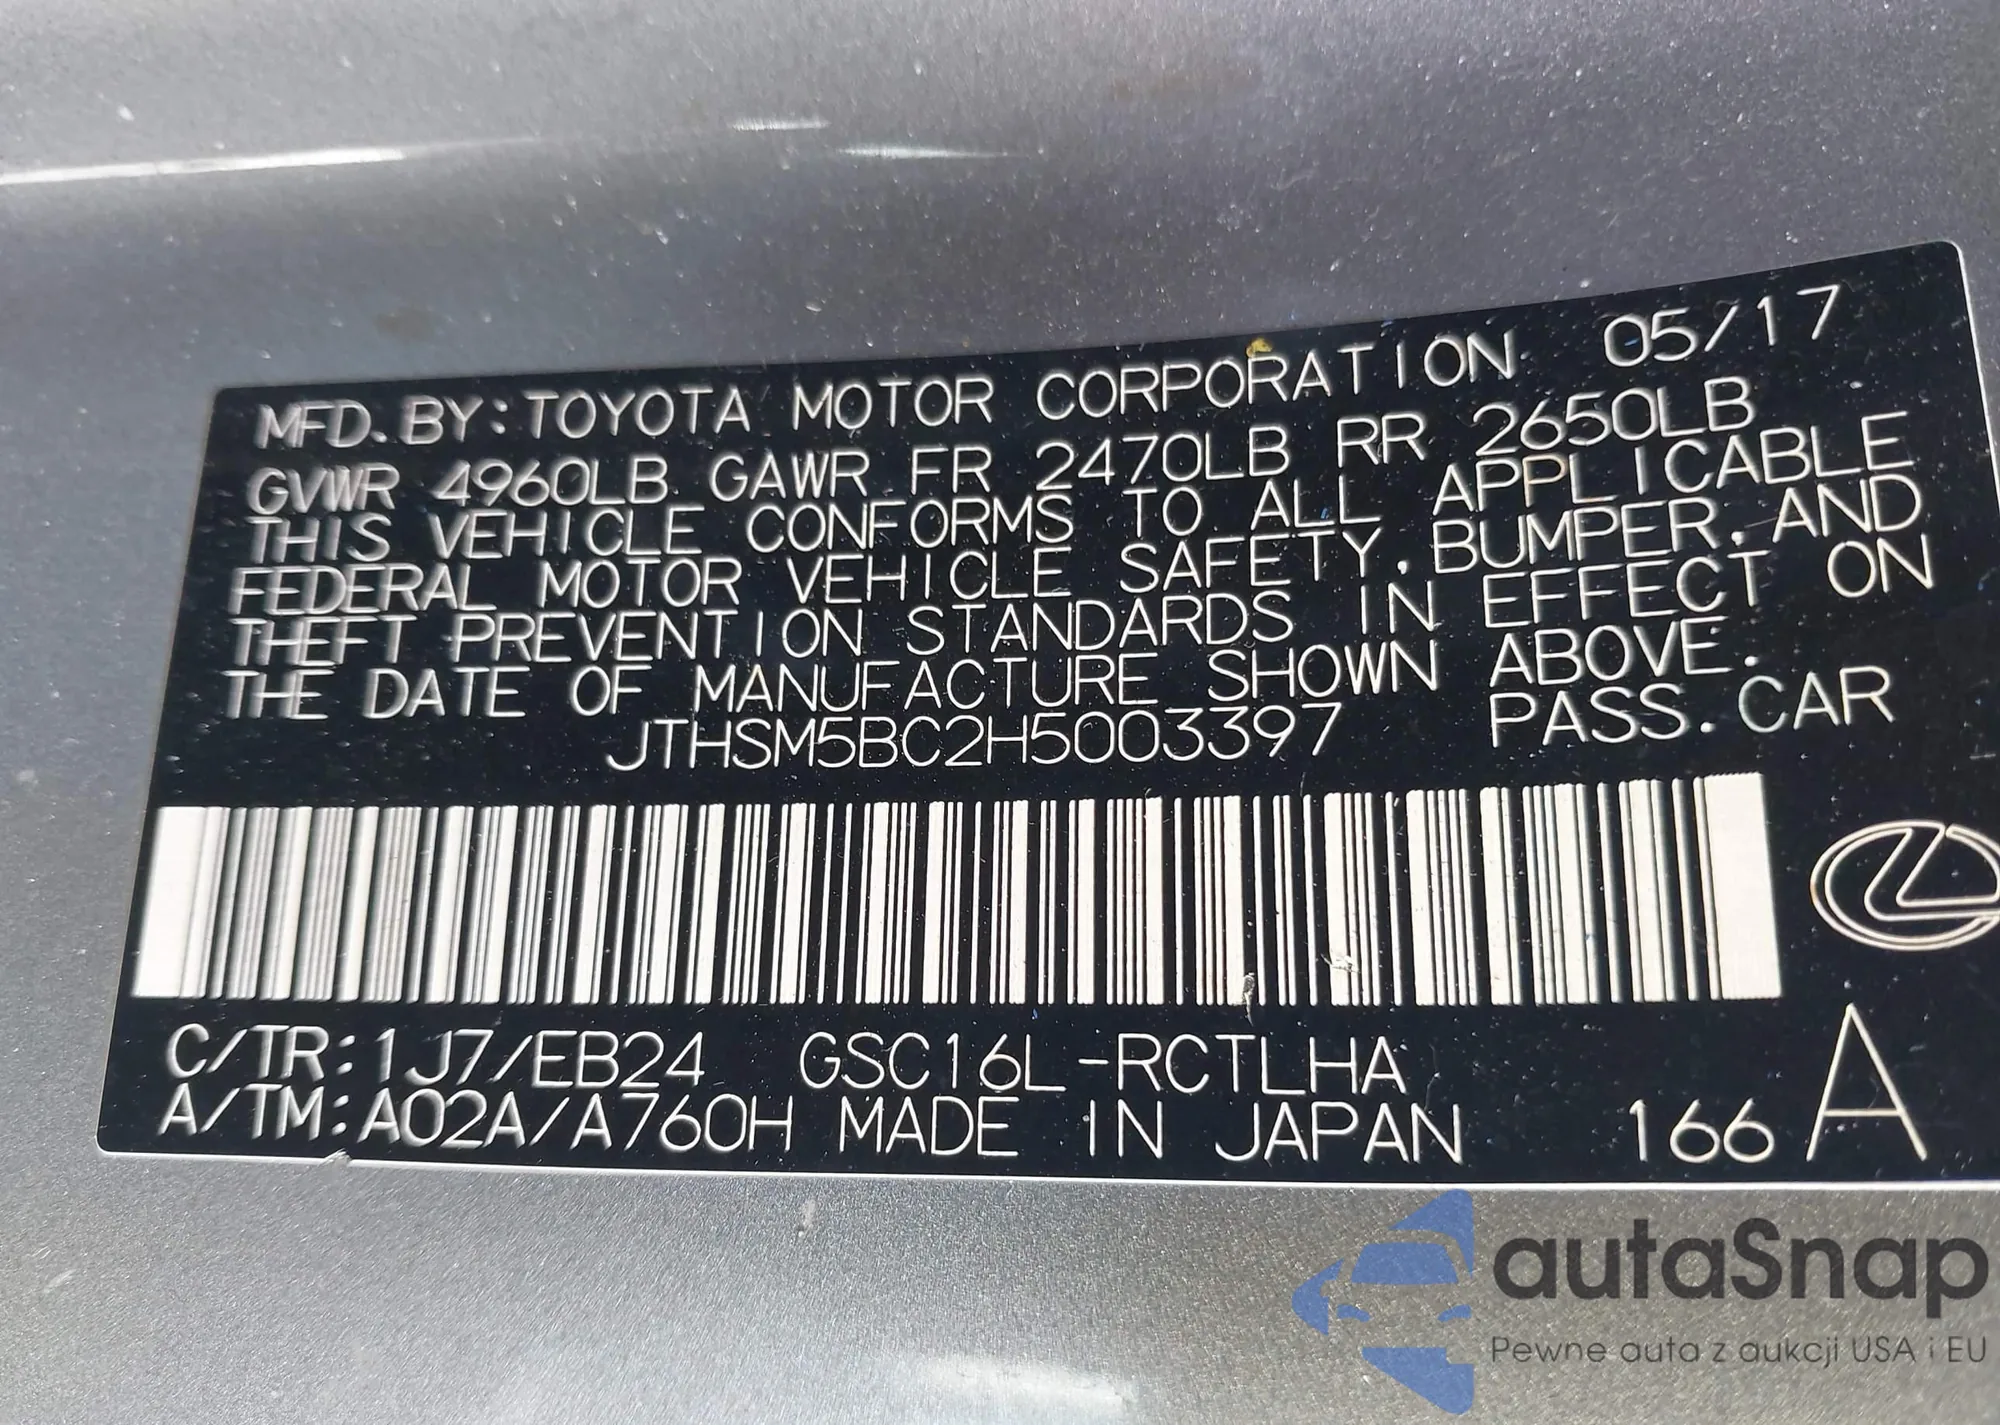 MFD. BY: TOYOTA MOTOR CORPORATION 05/17
GVWR 4960LB GAWR FR 2470LB RR 2650LB
THIS VEHICLE CONFORMS TO ALL APPLICABLE
FEDERAL MOTOR VEHICLE SAFETY, BUMPER, AND
THEFT PREVENTION STANDARDS IN EFFECT ON
THE DATE OF MANUFACTURE SHOWN ABOVE.
JTHSM5BC2H5003397 PASS. CAR
C/TR: 1J7/EB24 GSC16L-RCTLHA
A/TM: A02A/A760H MADE IN JAPAN 166 A
autaSnap
Pewne auta z aukcji USA i EU